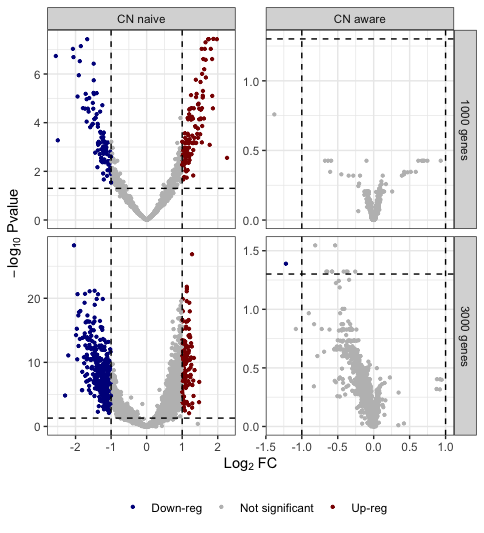 CN naive
CN aware
6
4
2
0
1.0
0.5
0.0
1000 genes
20
10
0
1.5
1.0
0.5
0.0
3000 genes
-2 -1 0 1 2
-1.5 -1.0 -0.5 0.0 0.5 1.0
−log₁₀ Pvalue
Log₂ FC
Down-reg Not significant Up-reg